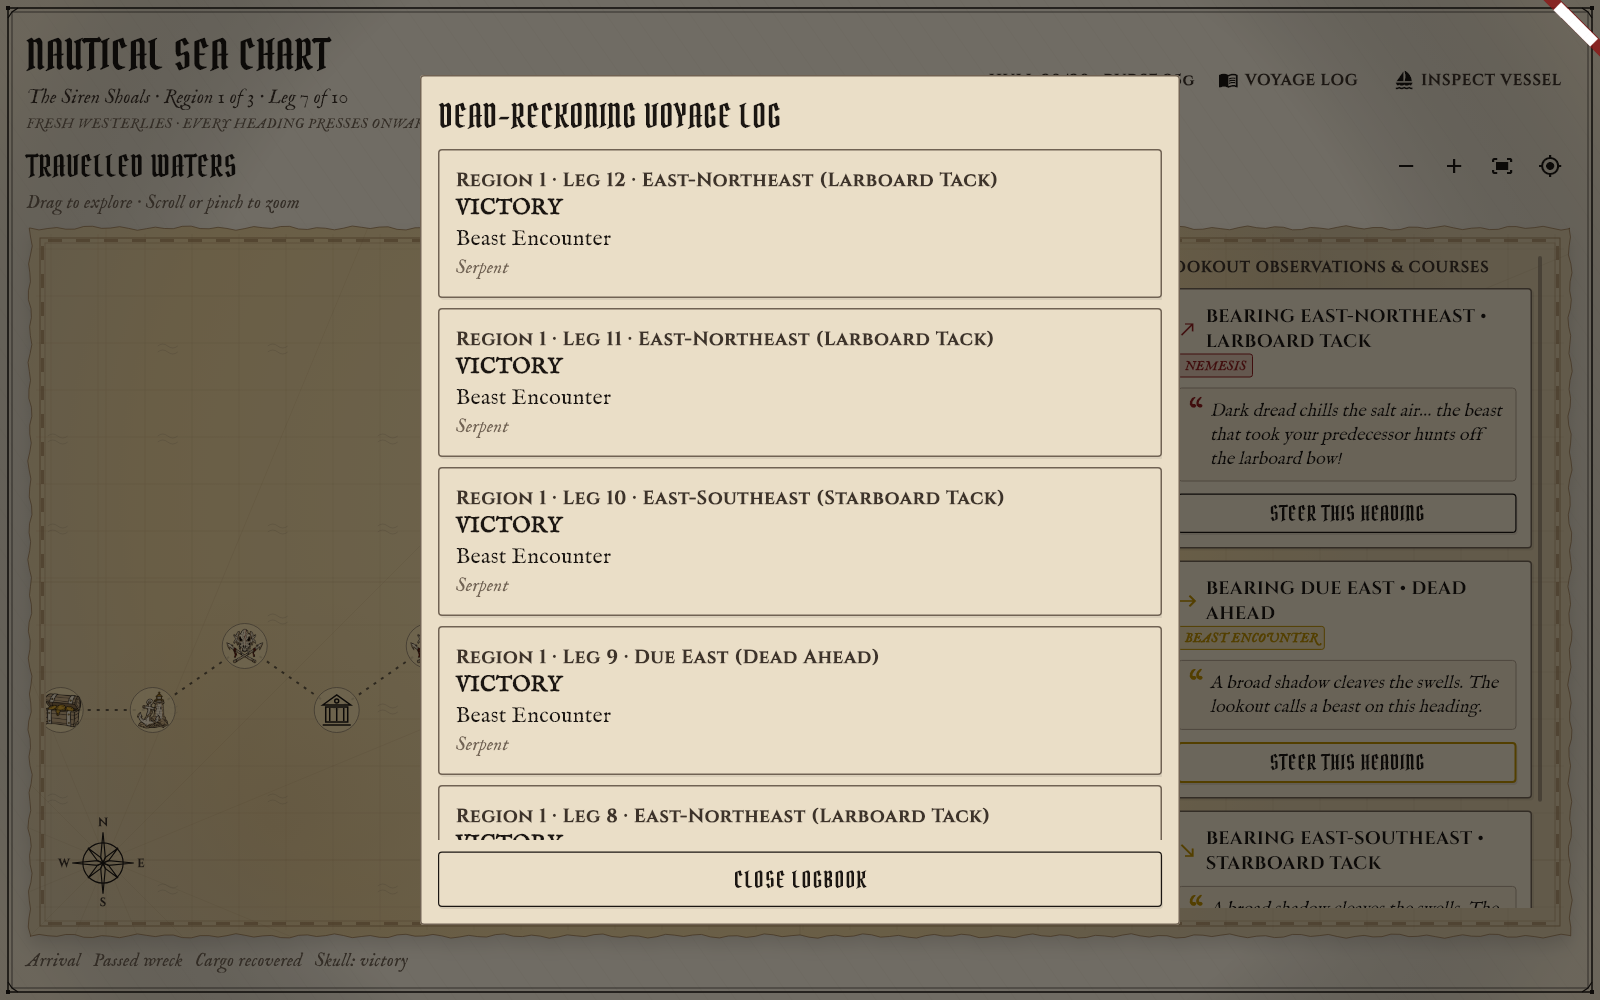 NAUTICAL SEA CHART
The Siren Shoals · Region 1 of 3 · Leg 7 of 10
FRESH WESTERLIES · EVERY HEADING PRESSES
VOYAGE LOG
INSPECT VESSEL
TRAVELLED WATERS
Drag to explore · Scroll or pinch to zoom
DEAD-RECKONING VOYAGE LOG
REGION 1 · LEG 12 · EAST-NORTHEAST (LARBOARD TACK)
VICTORY
Beast Encounter
Serpent
REGION 1 · LEG 11 · EAST-NORTHEAST (LARBOARD TACK)
VICTORY
Beast Encounter
Serpent
REGION 1 · LEG 10 · EAST-SOUTHEAST (STARBOARD TACK)
VICTORY
Beast Encounter
Serpent
REGION 1 · LEG 9 · DUE EAST (DEAD AHEAD)
VICTORY
Beast Encounter
Serpent
REGION 1 · LEG 8 · EAST-NORTHEAST (LARBOARD TACK)
VICTORY
CLOSE LOGBOOK
OBSERVATIONS & COURSES
BEARING EAST-NORTHEAST •
LARBOARD TACK
NEMESIS
“ Dark dread chills the salt air... the beast
that took your predecessor hunts off
the larboard bow!
STEER THIS HEADING
BEARING DUE EAST • DEAD
AHEAD
BEAST ENCOUNTER
“ A broad shadow cleaves the swells. The
lookout calls a beast on this heading.
STEER THIS HEADING
BEARING EAST-SOUTHEAST •
STARBOARD TACK
“ A broad shadow cleaves the swells. The
N
W
E
S
Arrival Passed wreck Cargo recovered Skull: victory